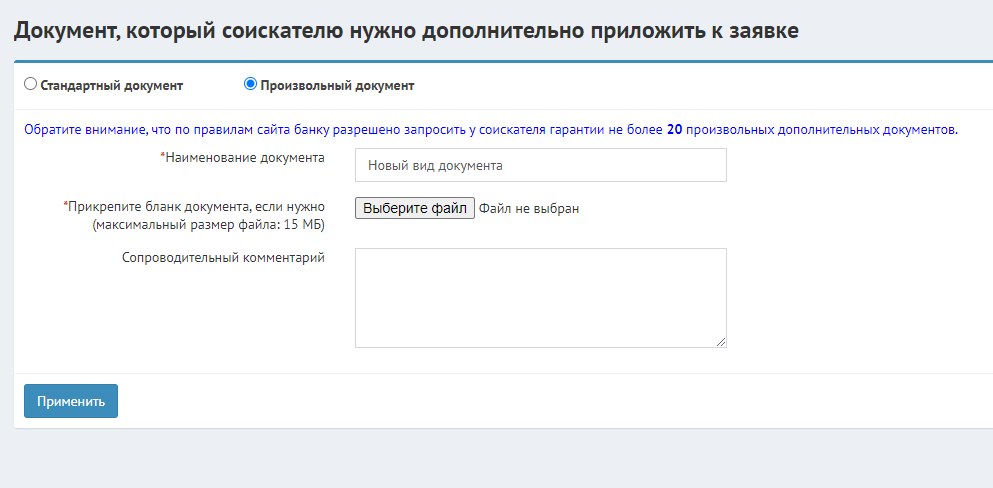 Документ, который соискателю нужно дополнительно приложить к заявке
Стандартный документ Произвольный документ
Обратите внимание, что по правилам сайта банку разрешено запросить у соискателя гарантии не более 20 произвольных дополнительных документов.
*Наименование документа Новый вид документа
*Прикрепите бланк документа, если нужно Выберите файл Файл не выбран
(максимальный размер файла: 15 МБ)
Сопроводительный комментарий
Применить